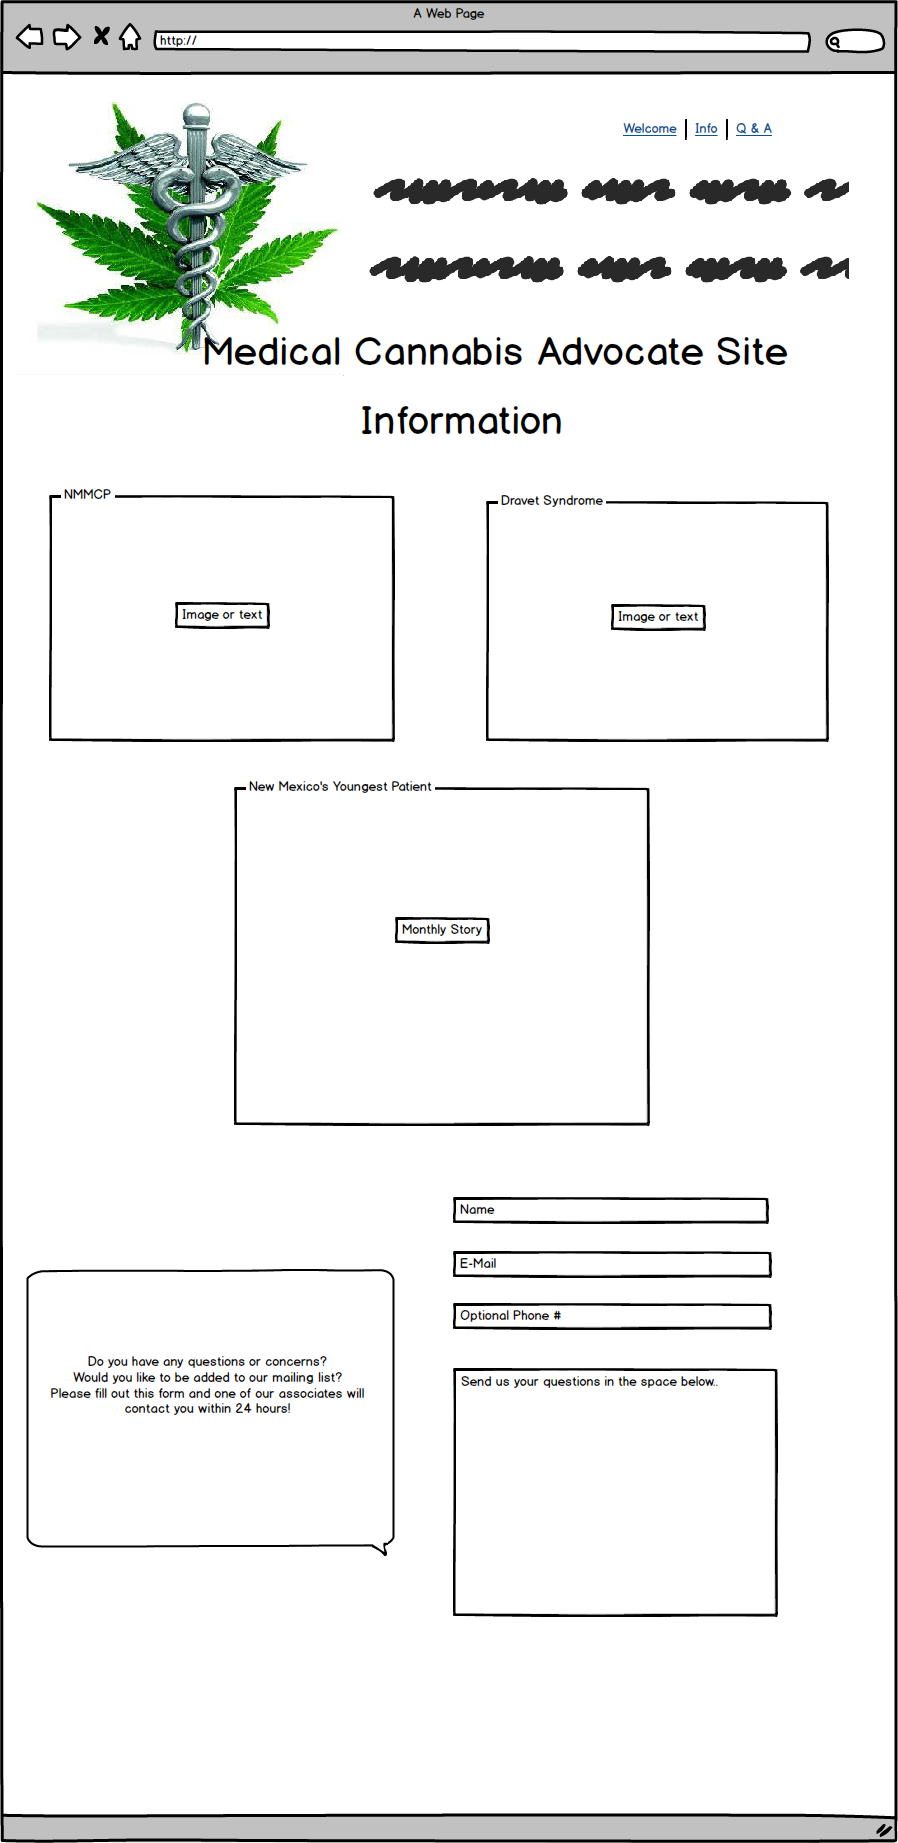 A Web Page
http://
Welcome | Info | Q & A
Medical Cannabis Advocate Site
Information
NMMCP
Image or text
Dravet Syndrome
Image or text
New Mexico's Youngest Patient
Monthly Story
Do you have any questions or concerns?
Would you like to be added to our mailing list?
Please fill out this form and one of our associates will
contact you within 24 hours!
Name
E-Mail
Optional Phone #
Send us your questions in the space below..